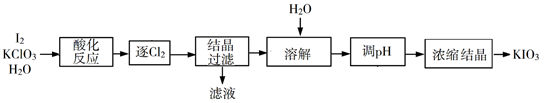 I₂
KClO₃
H₂O
酸化
反应
逐Cl₂
结晶
过滤
滤液
H₂O
溶解
调pH
浓缩结晶
KIO₃